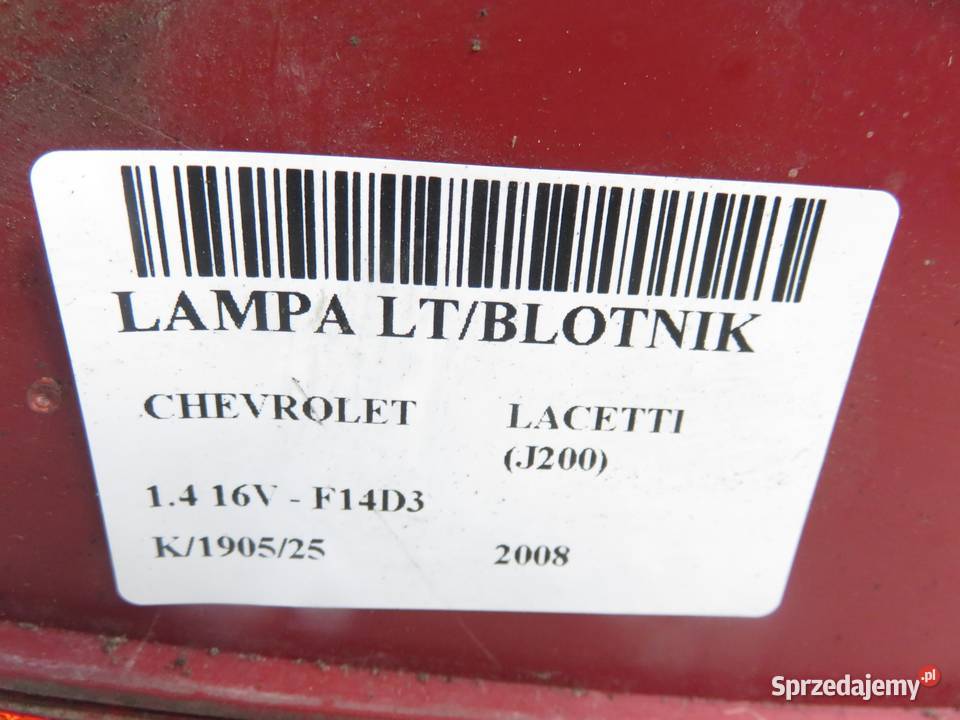 LAMPA LT/BLOTNIK
CHEVROLET LACETTI
(J200)
1.4 16V - F14D3
K/1905/25 2008
Sprzedajemy.pl